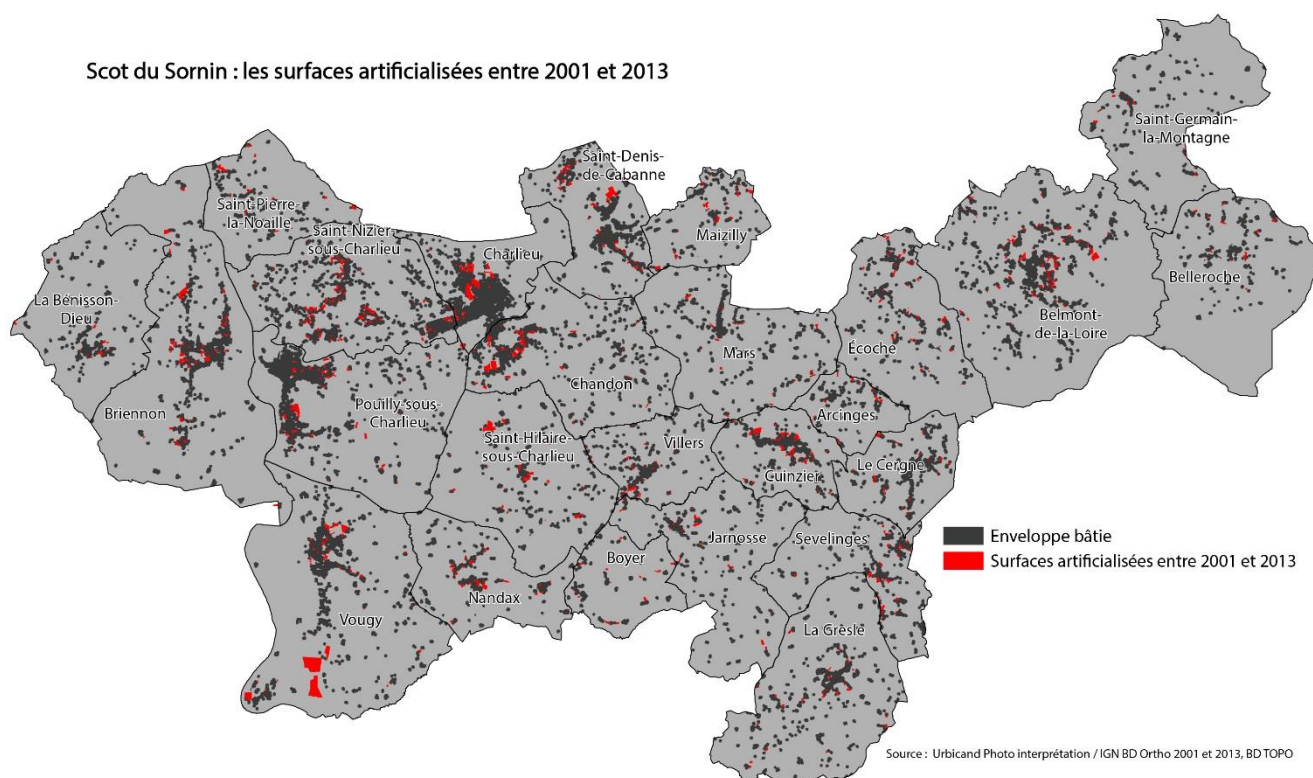 Scot du Sornin : les surfaces artificialisées entre 2001 et 2013
Saint-Germain-
la-Montagne
Saint-Denis-
de-Cabanne
Saint-Pierre-
la-Noaille
Saint-Nizier-
sous-Charlieu
Charlieu
Maizilly
Belleroche
La Bénisson-
Dieu
Belmont-
de-la-Loire
Mars
Écoche
Chandon
Briennon
Pouilly-sous-
Charlieu
Arcinges
Saint-Hilaire-
sous-Charlieu
Villers
Cuinzier
Le Cergne
Jarnosse
Sevelinges
Boyer
Nandax
Vougy
La Gresle
Enveloppe bâtie
Surfaces artificialisées entre 2001 et 2013
Source : Urbicand Photo interprétation / IGN BD Ortho 2001 et 2013, BD TOPO